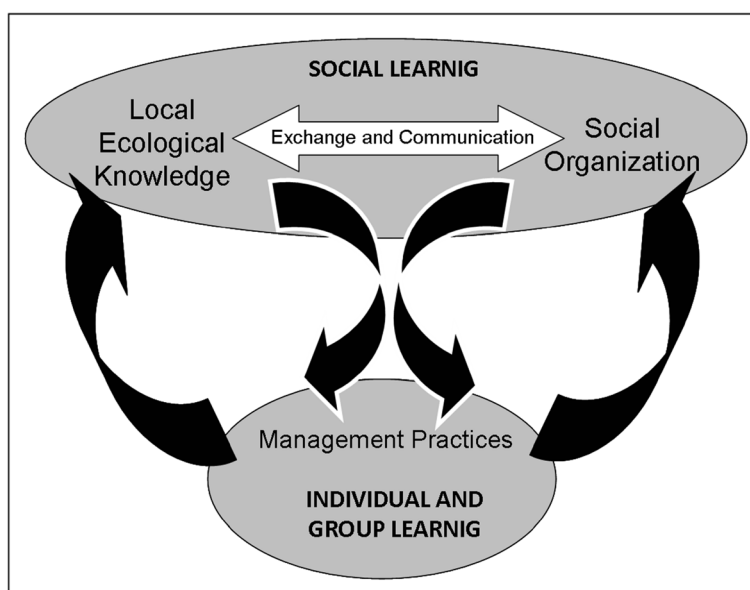 SOCIAL LEARNIG
Local
Ecological
Knowledge
Exchange and Communication
Social
Organization
Management Practices
INDIVIDUAL AND
GROUP LEARNIG